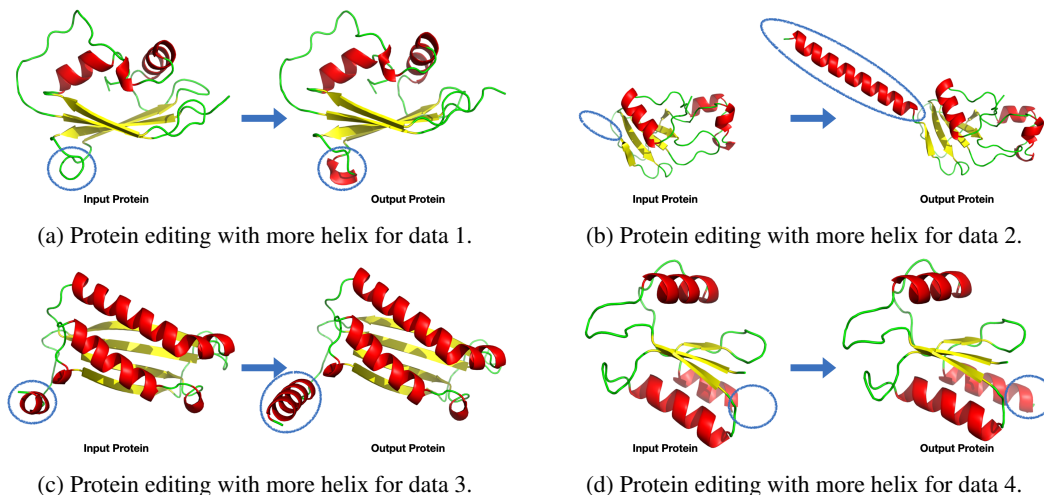 Input Protein
Output Protein
Input Protein
Output Protein
(a) Protein editing with more helix for data 1.
(b) Protein editing with more helix for data 2.
Input Protein
Output Protein
Input Protein
Output Protein
(c) Protein editing with more helix for data 3.
(d) Protein editing with more helix for data 4.